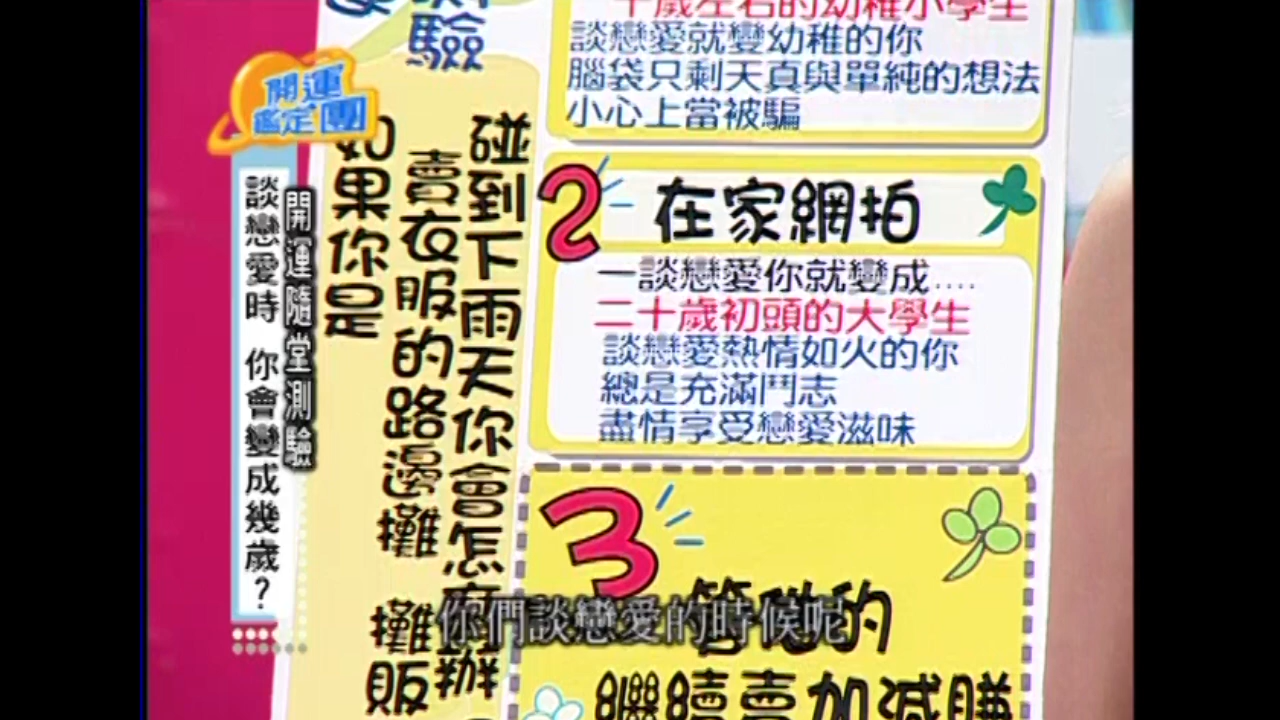 開運
鑑定團
開運隨堂測驗
談戀愛時 你會變成幾歲?
驗
如果你是
賣衣服的路邊攤 攤販
碰到下雨天你會怎麼辦
十歲左右的幼稚小學生
談戀愛就變幼稚的你
腦袋只剩天真與單純的想法
小心上當被騙
2 在家網拍
一談戀愛你就變成....
二十歲初頭的大學生
談戀愛熱情如火的你
總是充滿鬥志
盡情享受戀愛滋味
3 管他的
繼續賣加減賺
你們談戀愛的時候呢